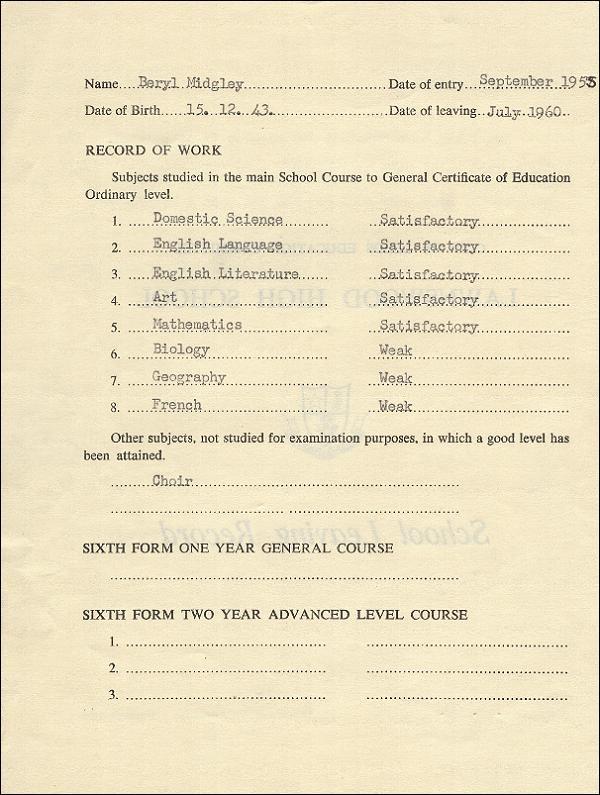 Name Beryl Midgley Date of entry September 1955
Date of Birth 15. 12. 43. Date of leaving July 1960
RECORD OF WORK
Subjects studied in the main School Course to General Certificate of Education
Ordinary level.
1. Domestic Science Satisfactory
2. English Language Satisfactory
3. English Literature Satisfactory
4. Art Satisfactory
5. Mathematics Satisfactory
6. Biology Weak
7. Geography Weak
8. French Weak
Other subjects, not studied for examination purposes, in which a good level has
been attained.
Choir
School Leaving Record
SIXTH FORM ONE YEAR GENERAL COURSE
SIXTH FORM TWO YEAR ADVANCED LEVEL COURSE
1.
2.
3.